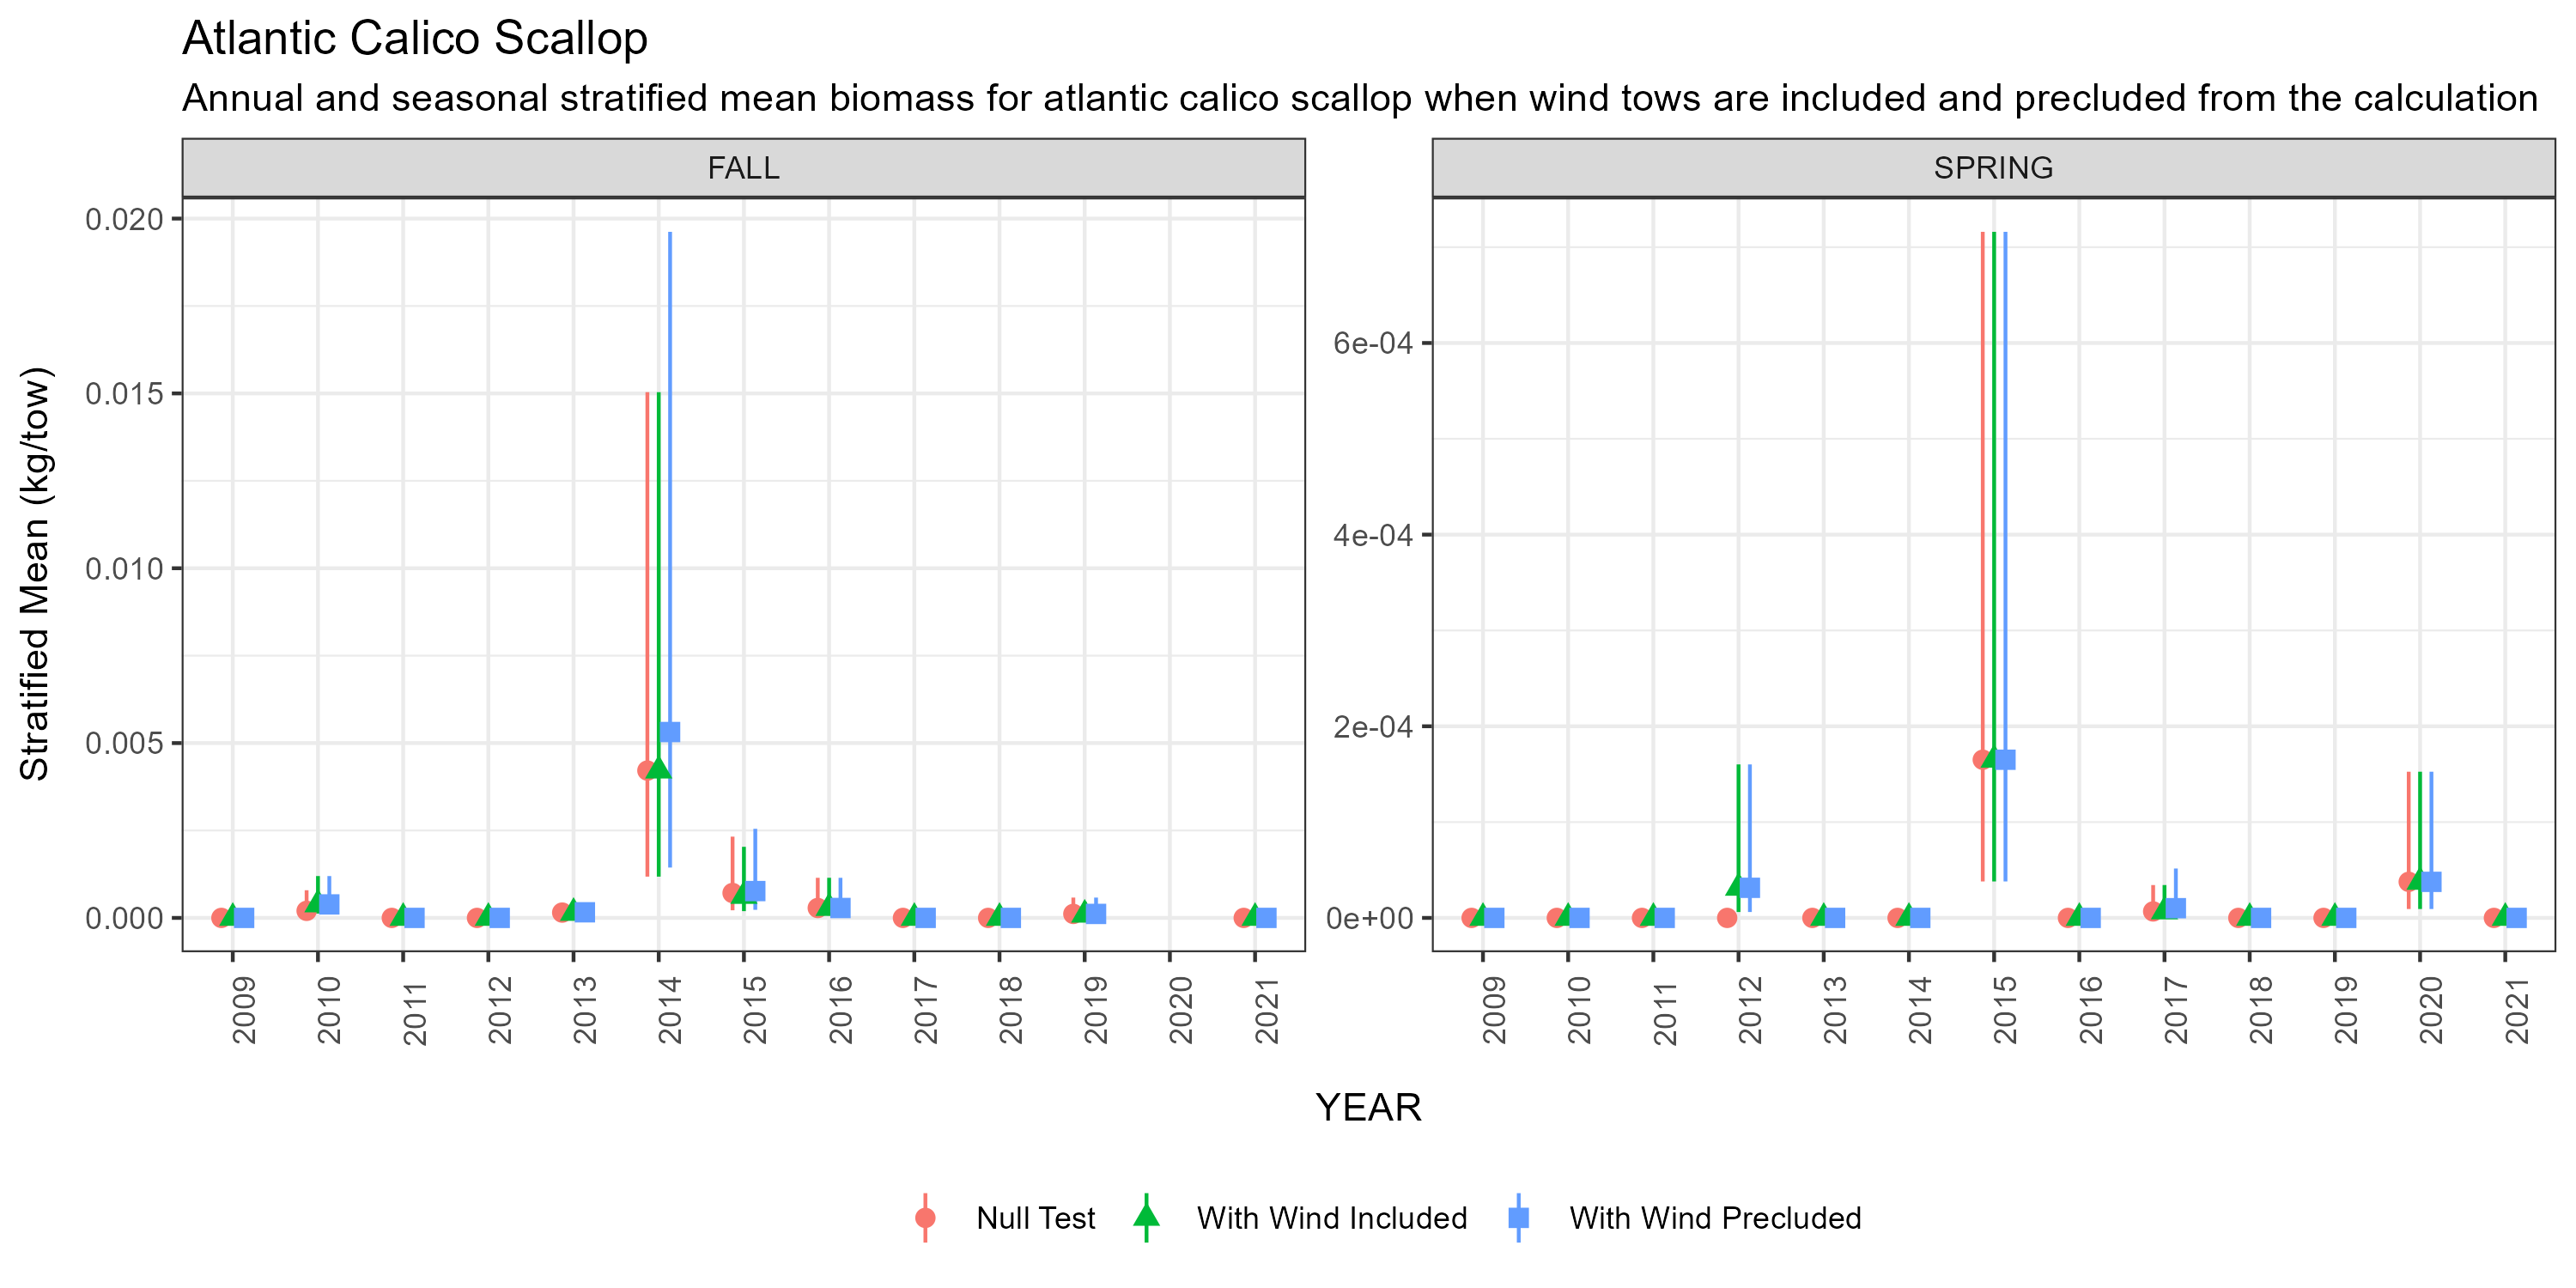 Atlantic Calico Scallop
Annual and seasonal stratified mean biomass for atlantic calico scallop when wind tows are included and precluded from the calculation
FALL
SPRING
Stratified Mean (kg/tow)
0.020
0.015
0.010
0.005
0.000
6e-04
4e-04
2e-04
0e+00
2009 2010 2011 2012 2013 2014 2015 2016 2017 2018 2019 2020 2021
2009 2010 2011 2012 2013 2014 2015 2016 2017 2018 2019 2020 2021
YEAR
Null Test With Wind Included With Wind Precluded